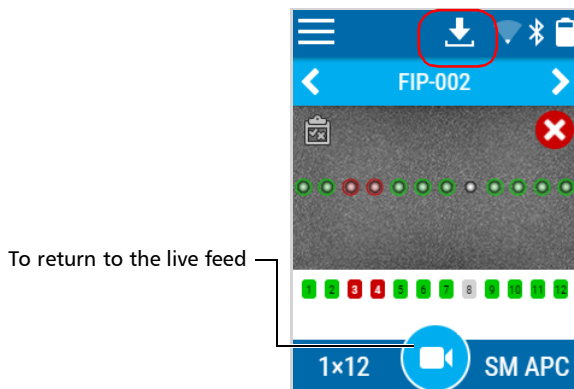 FIP-002
To return to the live feed
1 2 3 4 5 6 7 8 9 10 11 12
1×12
SM APC